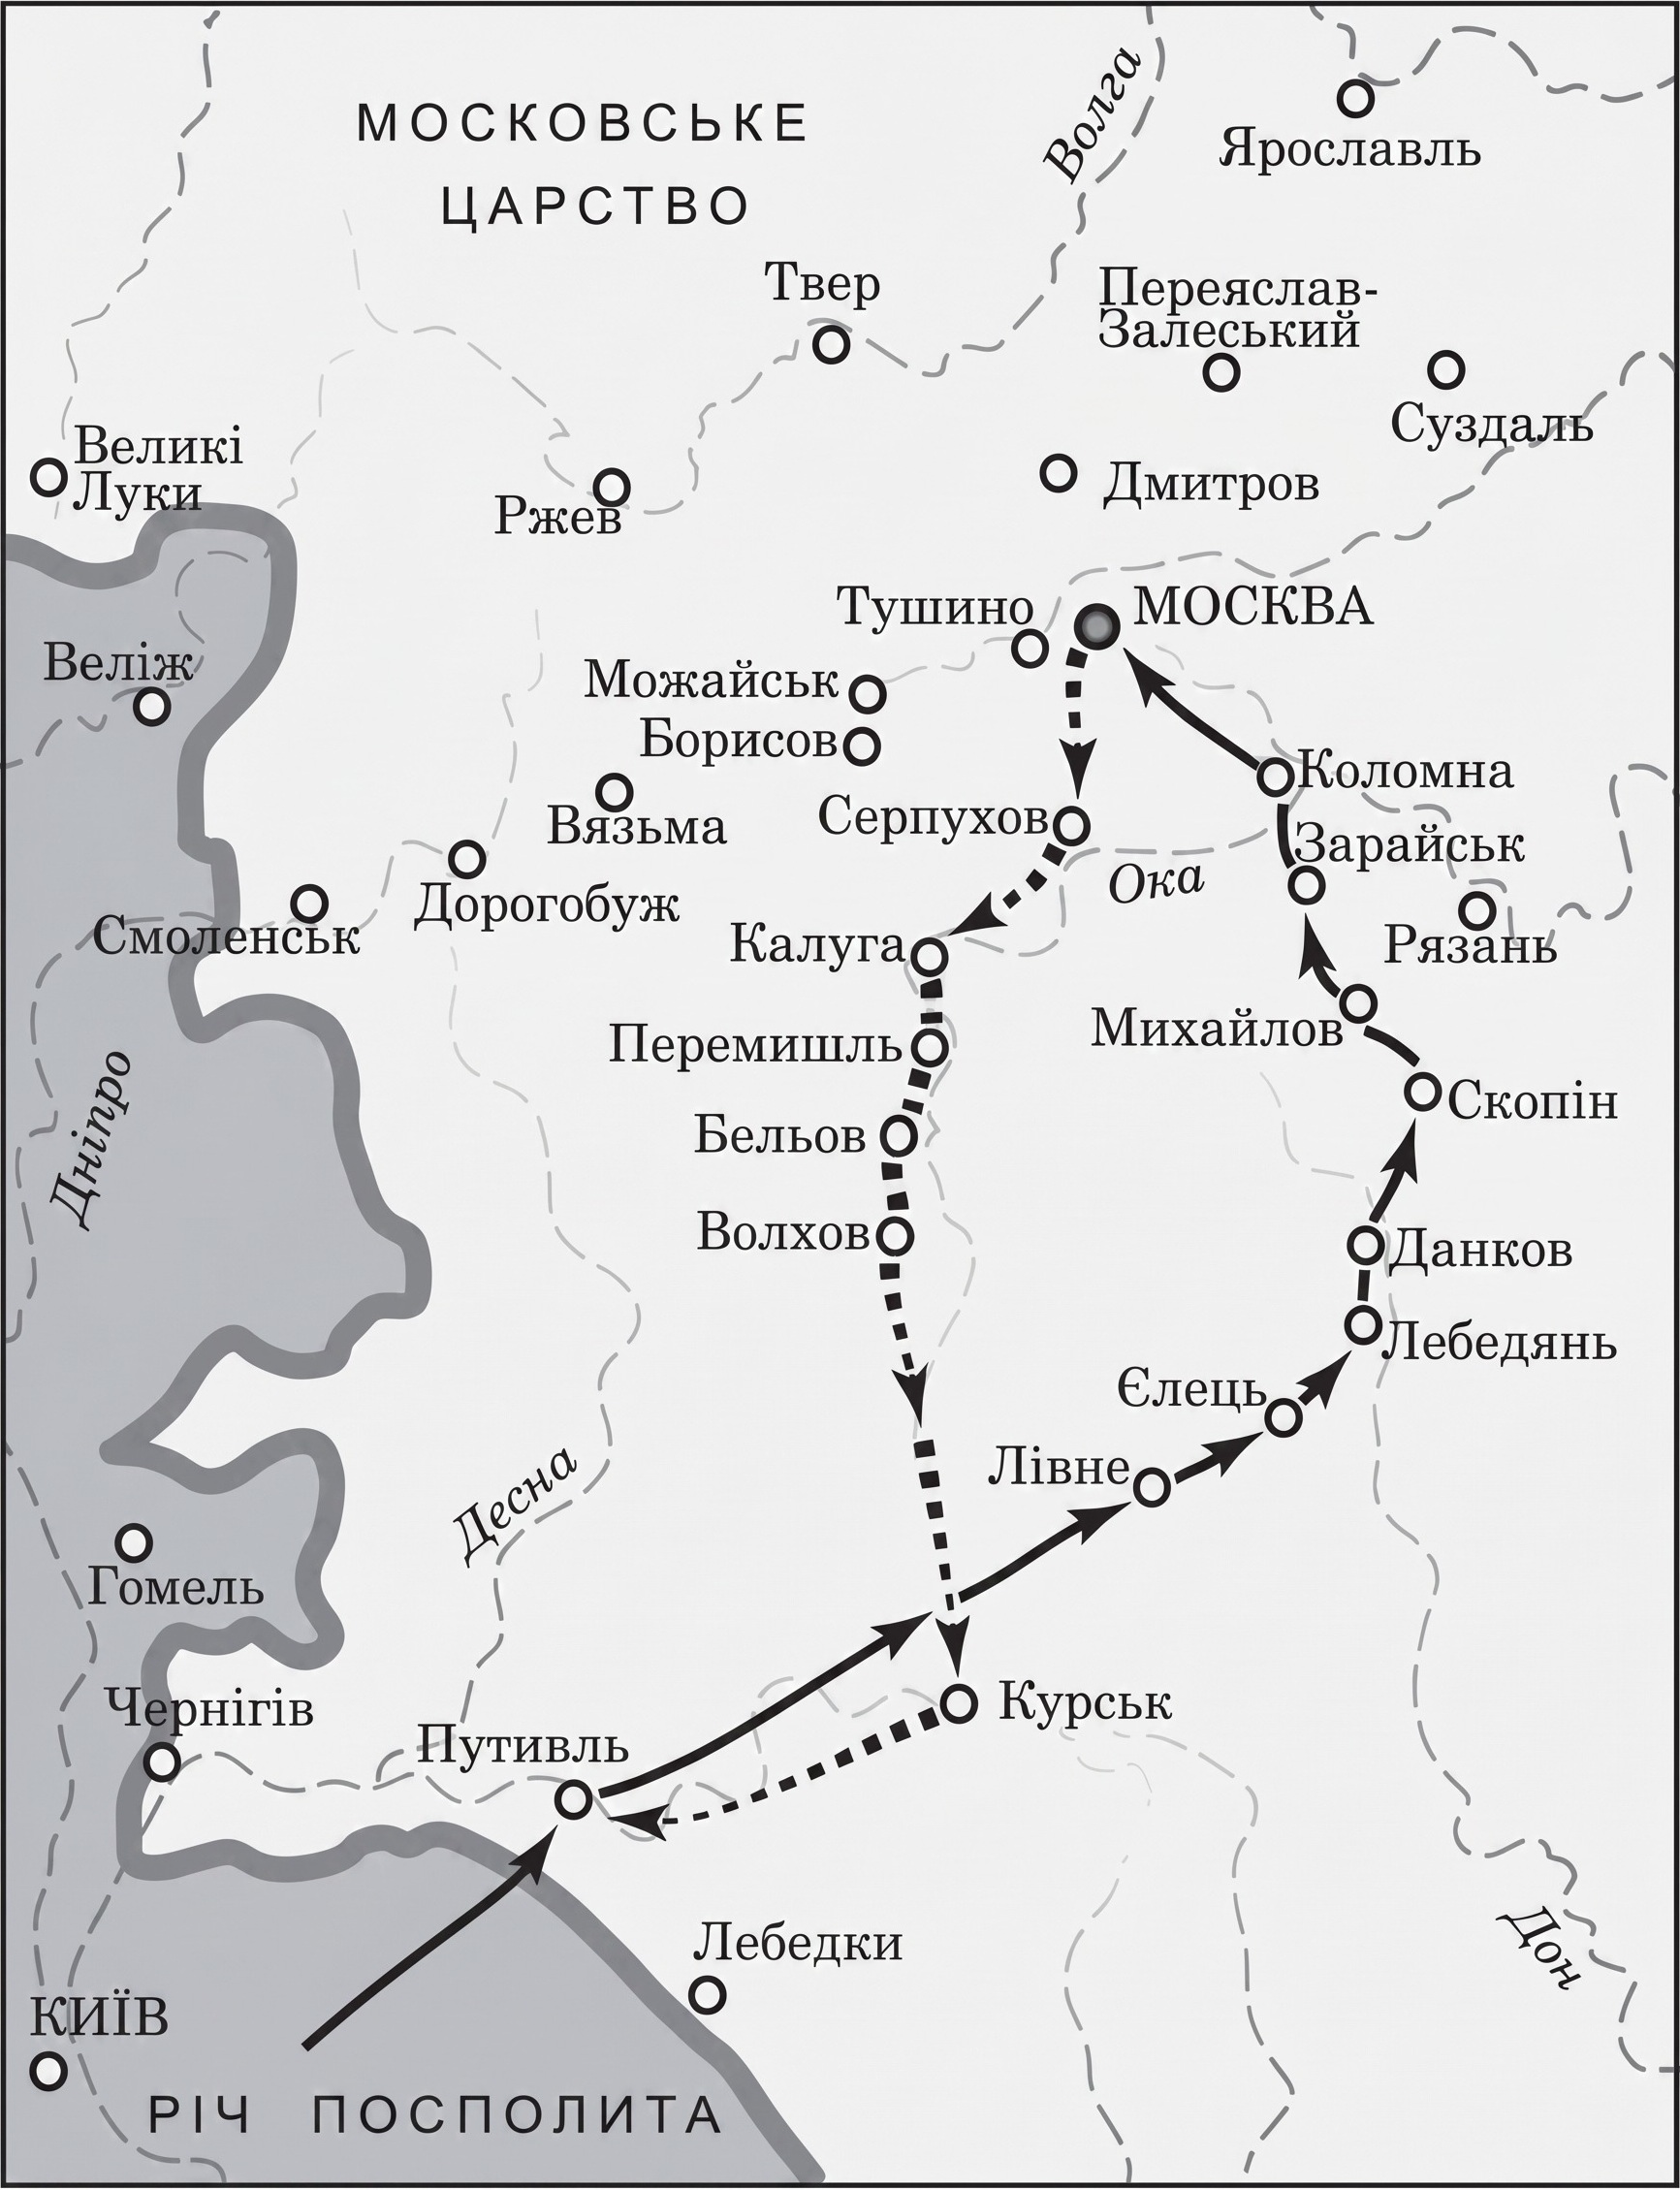 МОСКОВСЬКЕ
ЦАРСТВО
Волга
Ярославль
Твер
Переяслав-
Залеський
Суздаль
Великі
Луки
Ржев
Дмитров
Тушино
МОСКВА
Веліж
Можайськ
Борисов
Коломна
Вязьма
Серпухов
Зарайськ
Ока
Дорогобуж
Смоленськ
Калуга
Рязань
Михайлов
Перемишль
Скопін
Дніпро
Бельов
Волхов
Данков
Лебедянь
Єлець
Лівне
Десна
Гомель
Чернігів
Путивль
Курськ
Лебедки
Дон
КИЇВ
РІЧ ПОСПОЛИТА